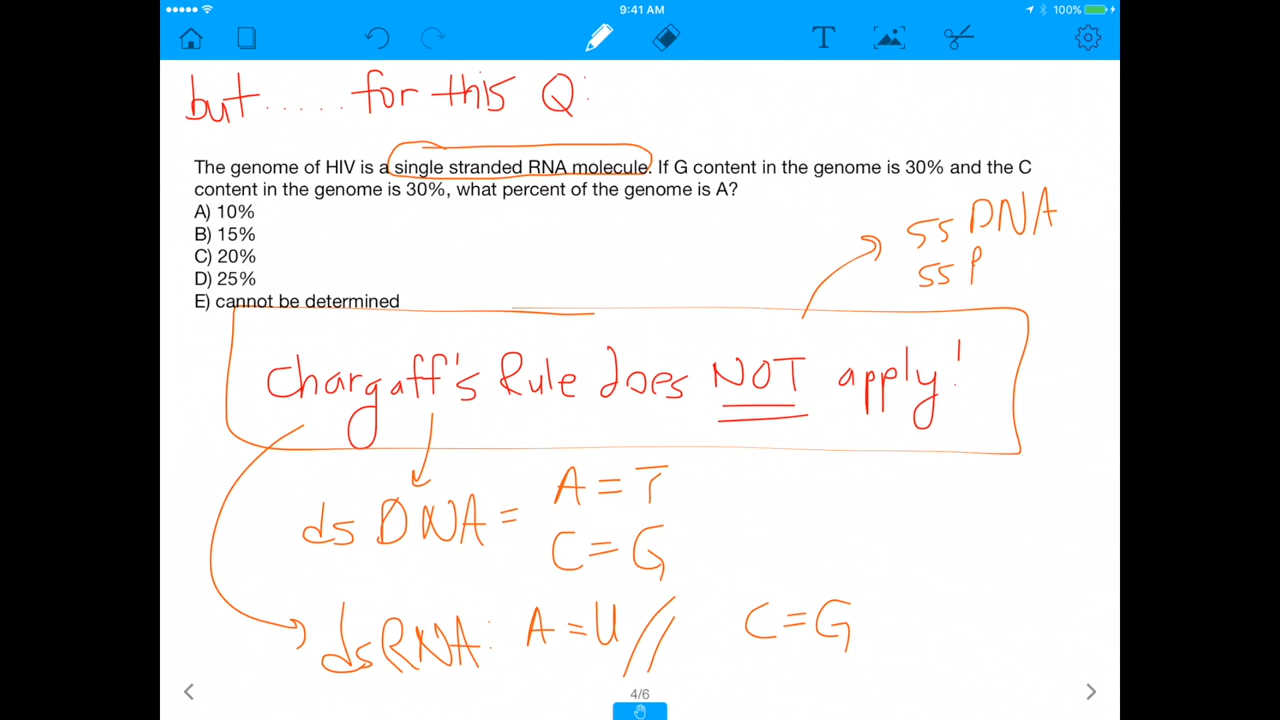 9:41 AM
100%
T
but...... for this Q:
The genome of HIV is a single stranded RNA molecule. If G content in the genome is 30% and the C
content in the genome is 30%, what percent of the genome is A?
A) 10%
B) 15%
C) 20%
D) 25%
E) cannot be determined
ss DNA
ss P
Chargaff's Rule does NOT apply!
ds DNA = A = T
C = G
dsRNA: A = U // C = G
4/6